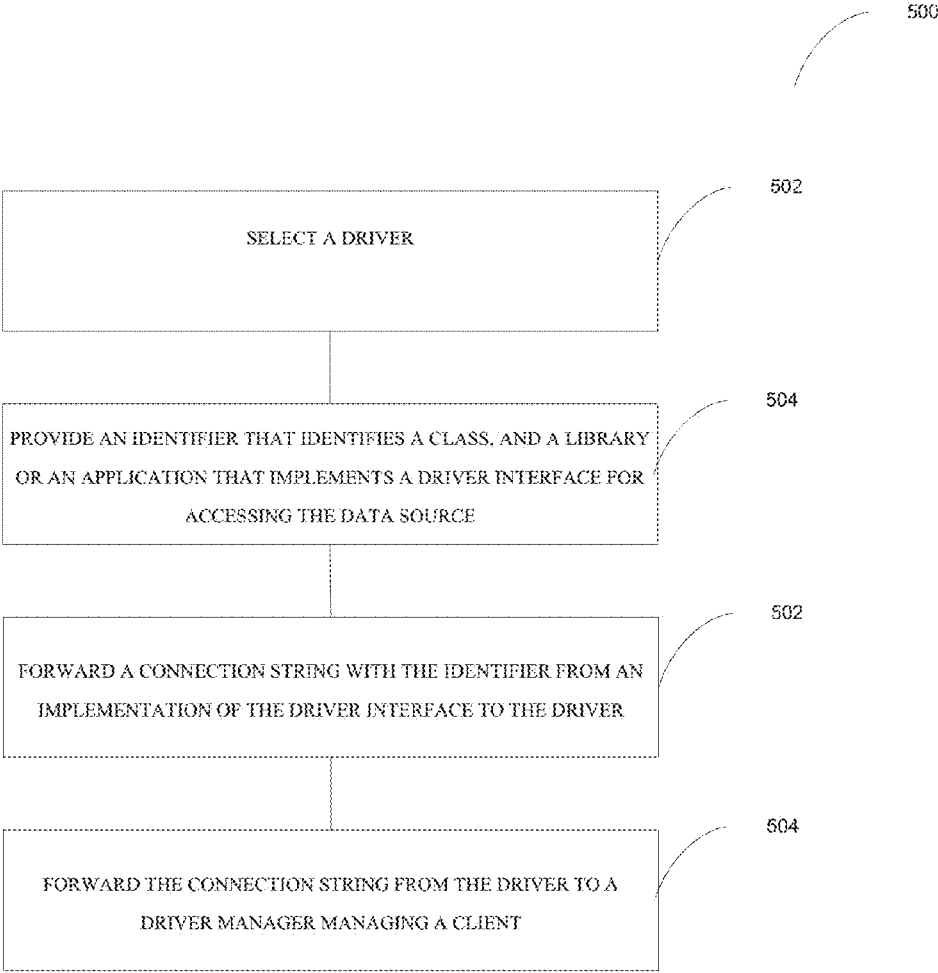 500
502
SELECT A DRIVER
504
PROVIDE AN IDENTIFIER THAT IDENTIFIES A CLASS, AND A LIBRARY
OR AN APPLICATION THAT IMPLEMENTS A DRIVER INTERFACE FOR
ACCESSING THE DATA SOURCE
502
FORWARD A CONNECTION STRING WITH THE IDENTIFIER FROM AN
IMPLEMENTATION OF THE DRIVER INTERFACE TO THE DRIVER
504
FORWARD THE CONNECTION STRING FROM THE DRIVER TO A
DRIVER MANAGER MANAGING A CLIENT